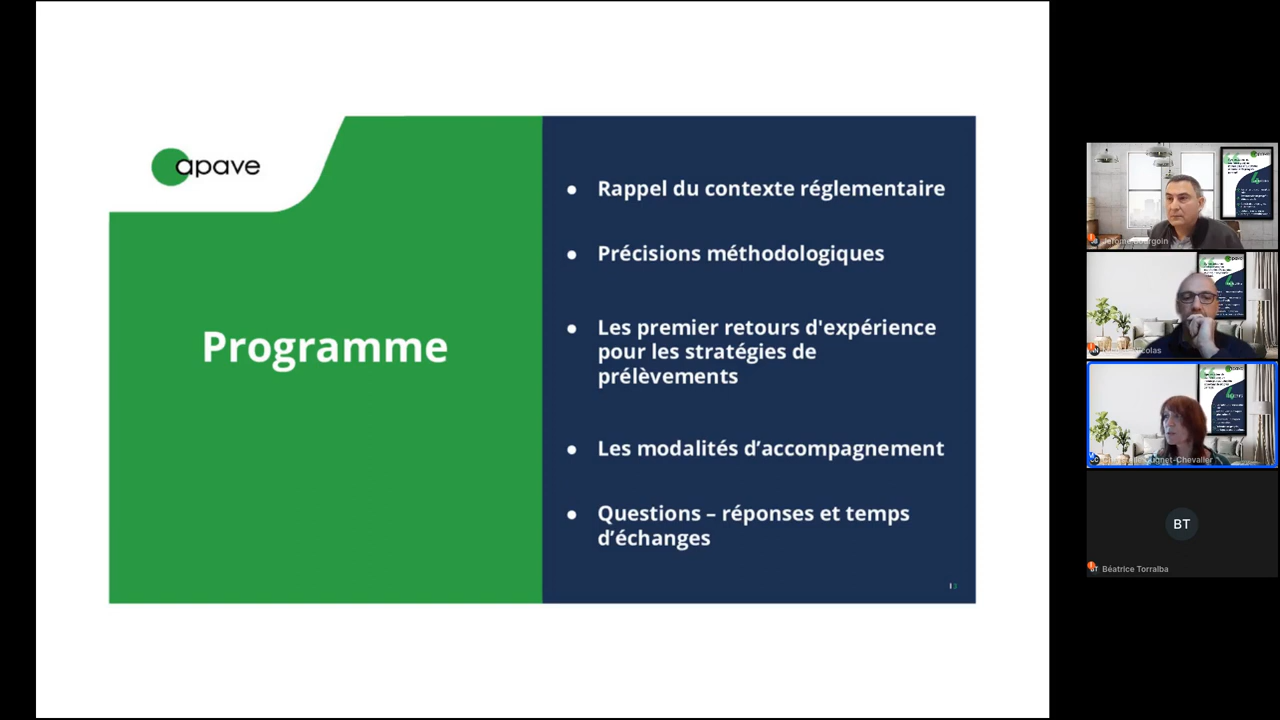 apave
Programme
Rappel du contexte réglementaire
Précisions méthodologiques
Les premier retours d'expérience
pour les stratégies de
prélèvements
Les modalités d’accompagnement
Questions – réponses et temps
d’échanges
BT
Béatrice Torralba